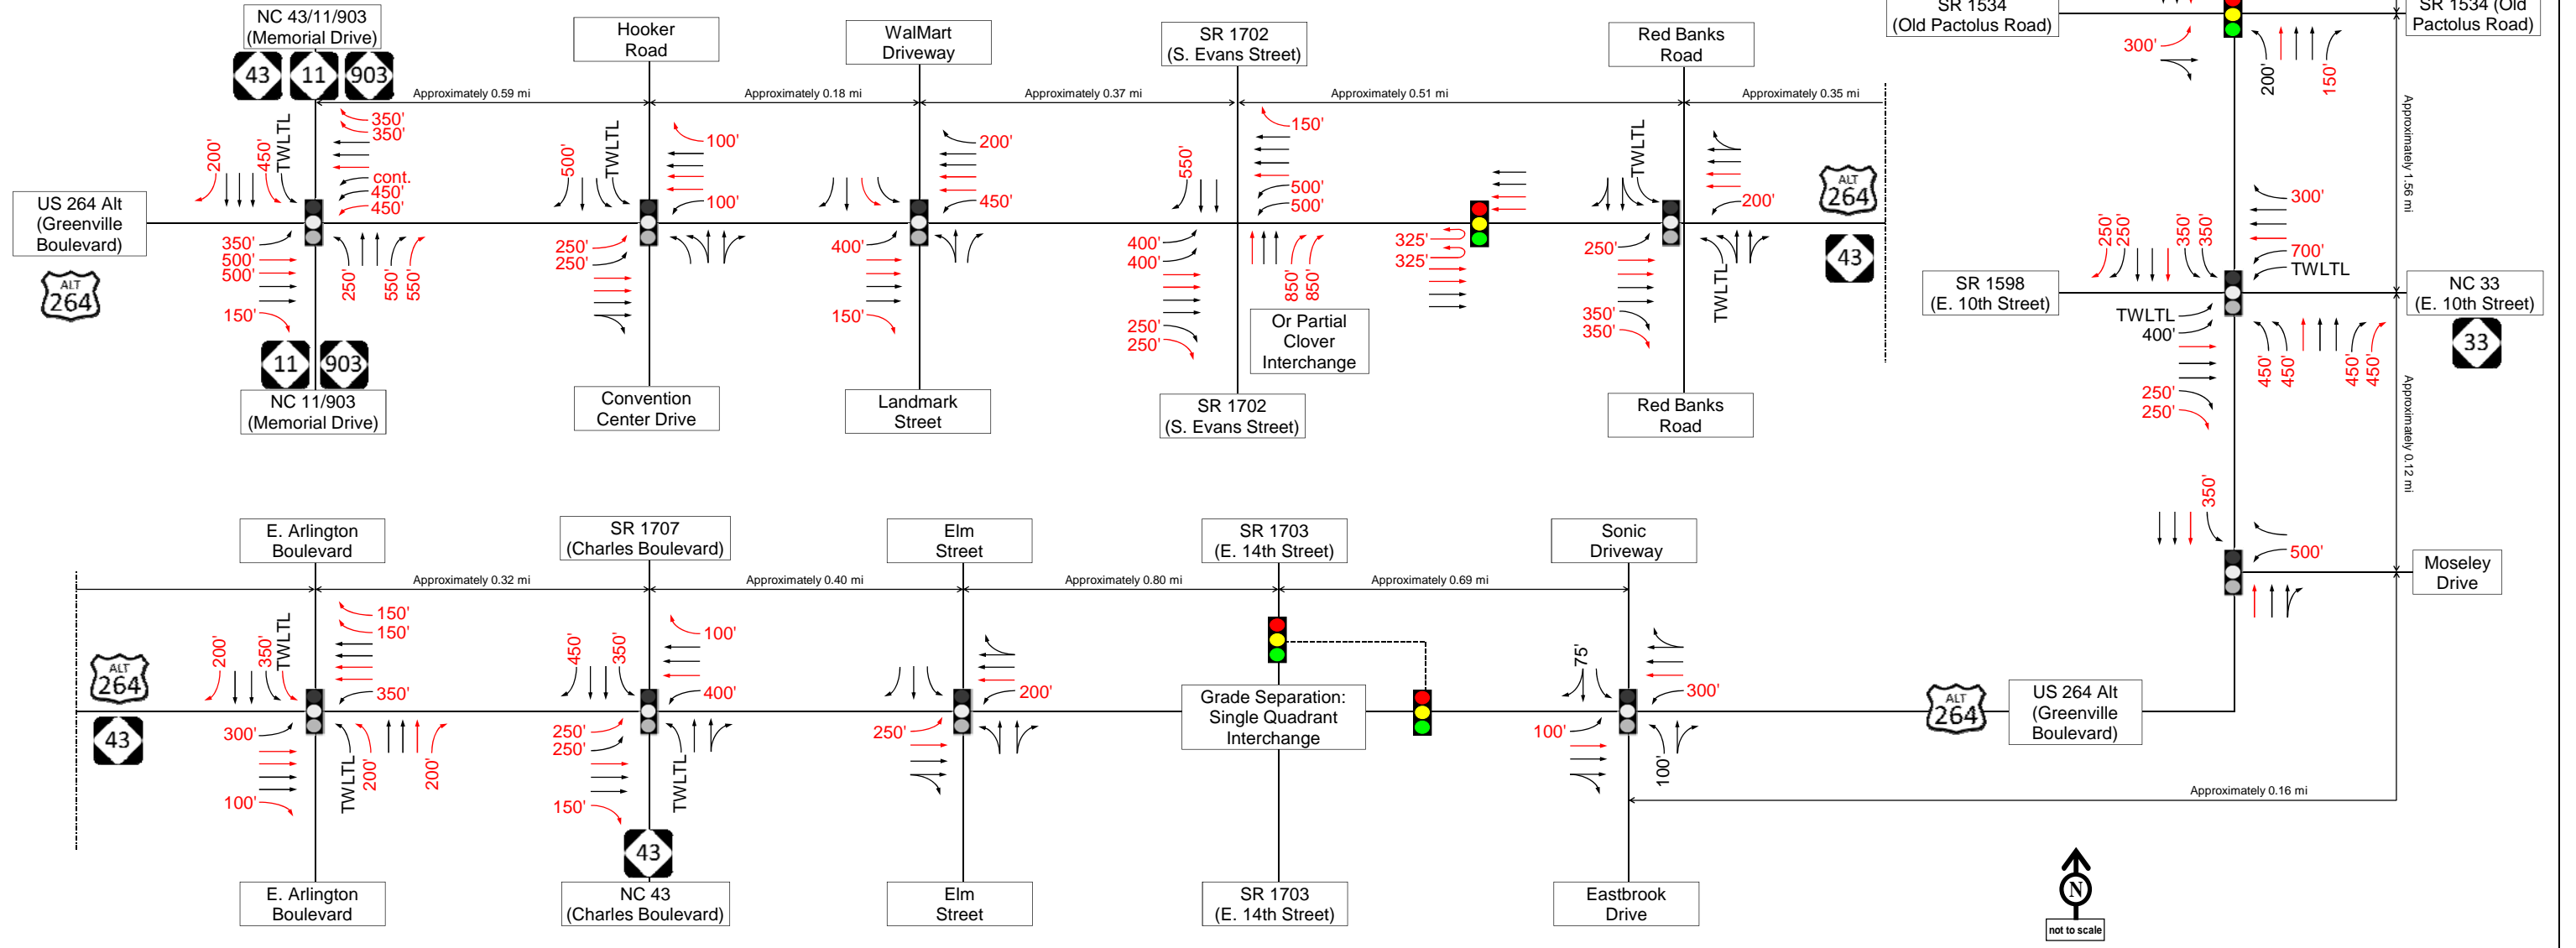 NC 43/11/903
(Memorial Drive)
43
11
903
Hooker
Road
WalMart
Driveway
SR 1702
(S. Evans Street)
Red Banks
Road
SR 1534
(Old Pactolus Road)
SR 1534 (Old
Pactolus Road)
300'
200'
150'
Approximately 0.59 mi
Approximately 0.18 mi
Approximately 0.37 mi
Approximately 0.51 mi
Approximately 0.35 mi
Approximately 1.56 mi
US 264 Alt
(Greenville
Boulevard)
ALT
264
200'
450'
TWLTL
350'
350'
cont.
450'
450'
350'
500'
500'
150'
250'
550'
550'
11
903
NC 11/903
(Memorial Drive)
500'
TWLTL
100'
100'
250'
250'
Convention
Center Drive
200'
450'
400'
150'
Landmark
Street
550'
150'
500'
500'
400'
400'
250'
250'
850'
850'
Or Partial
Clover
Interchange
SR 1702
(S. Evans Street)
325'
325'
TWLTL
200'
250'
350'
350'
TWLTL
Red Banks
Road
ALT
264
43
250'
250'
350'
350'
300'
700'
TWLTL
SR 1598
(E. 10th Street)
NC 33
(E. 10th Street)
33
TWLTL
400'
250'
250'
450'
450'
450'
450'
Approximately 0.12 mi
350'
500'
Moseley
Drive
E. Arlington
Boulevard
SR 1707
(Charles Boulevard)
Elm
Street
SR 1703
(E. 14th Street)
Sonic
Driveway
Approximately 0.32 mi
Approximately 0.40 mi
Approximately 0.80 mi
Approximately 0.69 mi
ALT
264
43
200'
350'
TWLTL
150'
150'
350'
300'
100'
TWLTL
200'
200'
E. Arlington
Boulevard
450'
350'
100'
400'
250'
250'
150'
TWLTL
43
NC 43
(Charles Boulevard)
200'
250'
Elm
Street
Grade Separation:
Single Quadrant
Interchange
SR 1703
(E. 14th Street)
75'
300'
100'
100'
Eastbrook
Drive
ALT
264
US 264 Alt
(Greenville
Boulevard)
Approximately 0.16 mi
N
not to scale